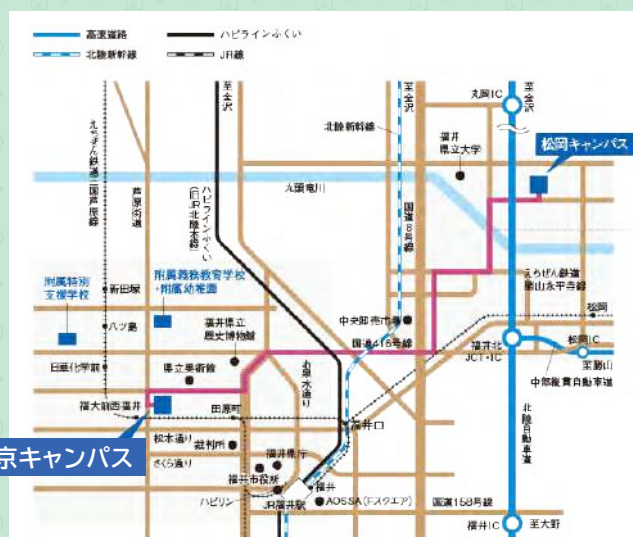 高速道路
ハピラインふくい
北陸新幹線
JR線
至金沢
至金沢
丸岡IC
至金沢
北陸新幹線
福井県立大学
松岡キャンパス
えちぜん鉄道三国芦原線
芦原街道
ハピラインふくい
(旧JR北陸本線)
九頭竜川
国道8号線
附属特別
支援学校
新田塚
附属義務教育学校
・附属幼稚園
えちぜん鉄道
勝山永平寺線
松岡
八ツ島
福井県立
歴史博物館
中央卸売市場
国道416号線
福井北
JCT・IC
松岡IC
至勝山
日華化学前
県立美術館
お泉水通り
中部縦貫自動車道
福大前西福井
田原町
福井口
北陸自動車道
京キャンパス
松本通り
裁判所
さくら通り
福井県庁
福井市役所
福井
ハピリン
JR福井駅
AOSSA(Fスクエア)
国道158号線
福井IC
至大野